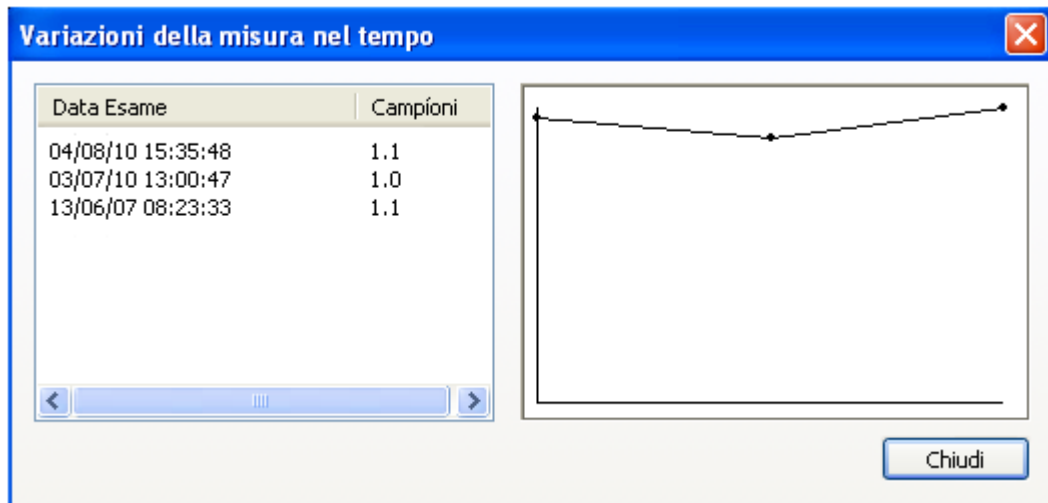 Variazioni della misura nel tempo
Data Esame Campíoni
04/08/10 15:35:48 1.1
03/07/10 13:00:47 1.0
13/06/07 08:23:33 1.1
Chiudi